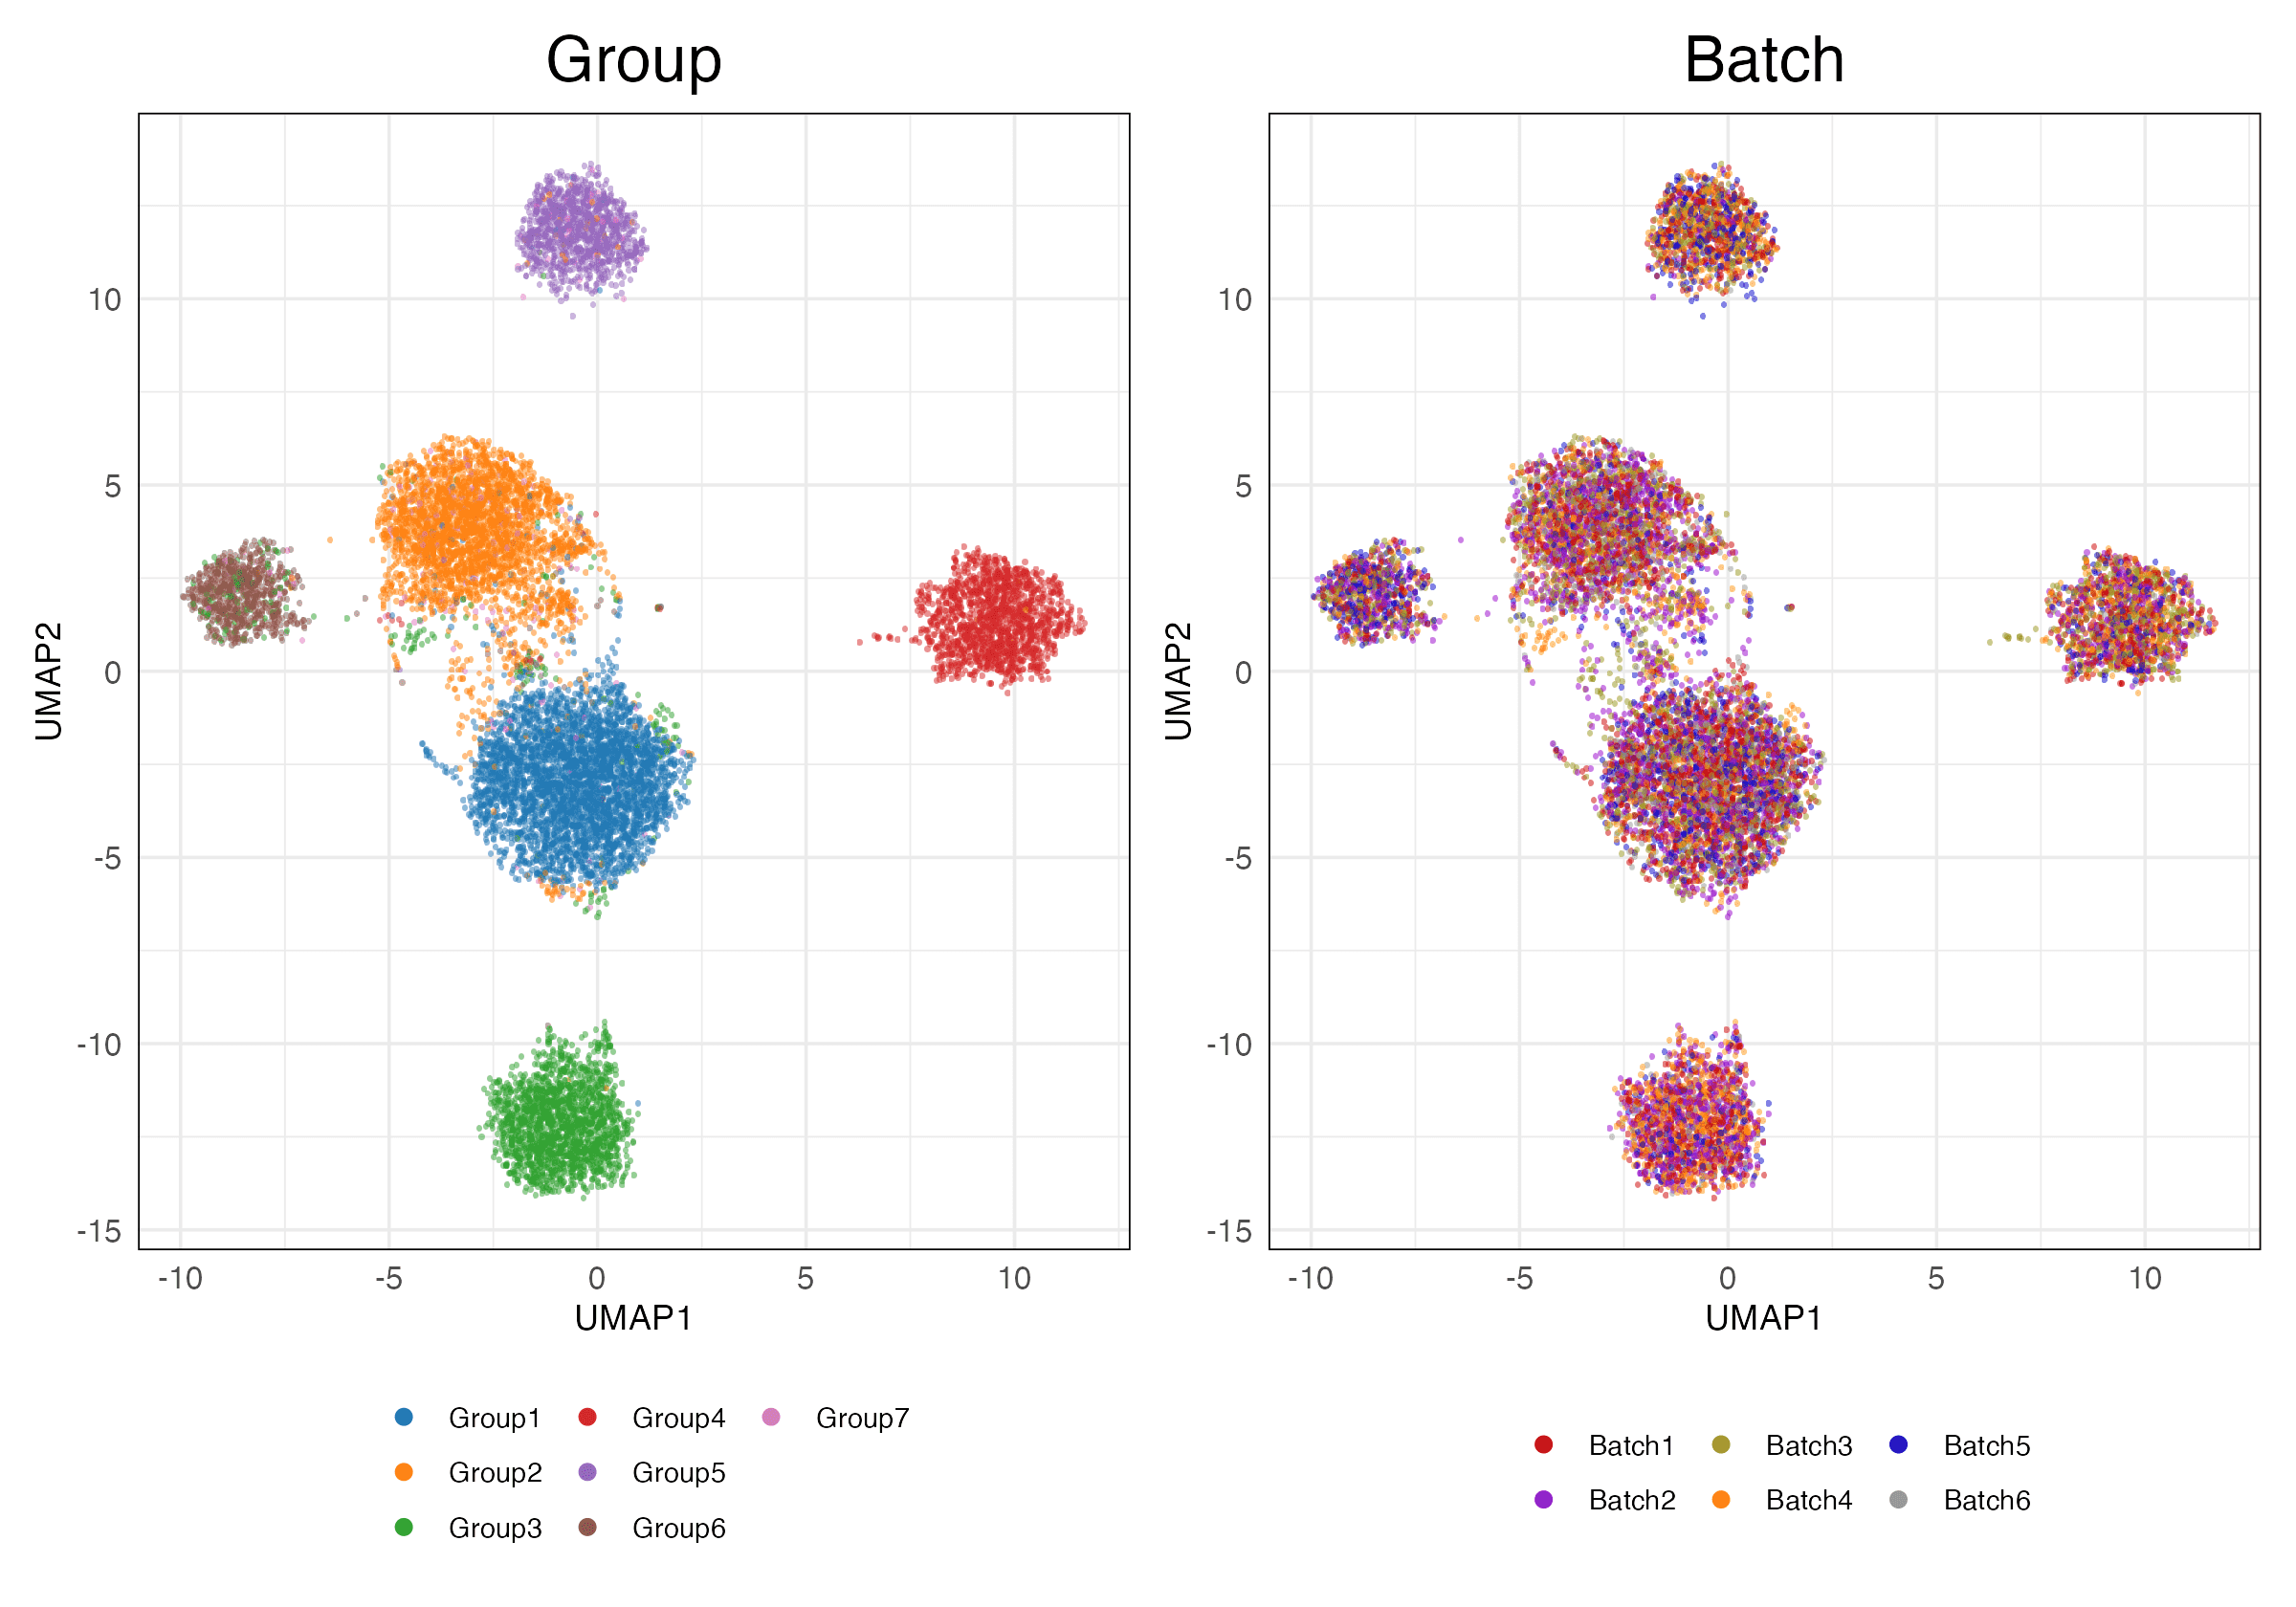 Group
Batch
UMAP2
10
5
0
-5
-10
-15
-10 -5 0 5 10
UMAP1
UMAP2
10
5
0
-5
-10
-15
-10 -5 0 5 10
UMAP1
Group1 Group4 Group7
Group2 Group5
Group3 Group6
Batch1 Batch3 Batch5
Batch2 Batch4 Batch6